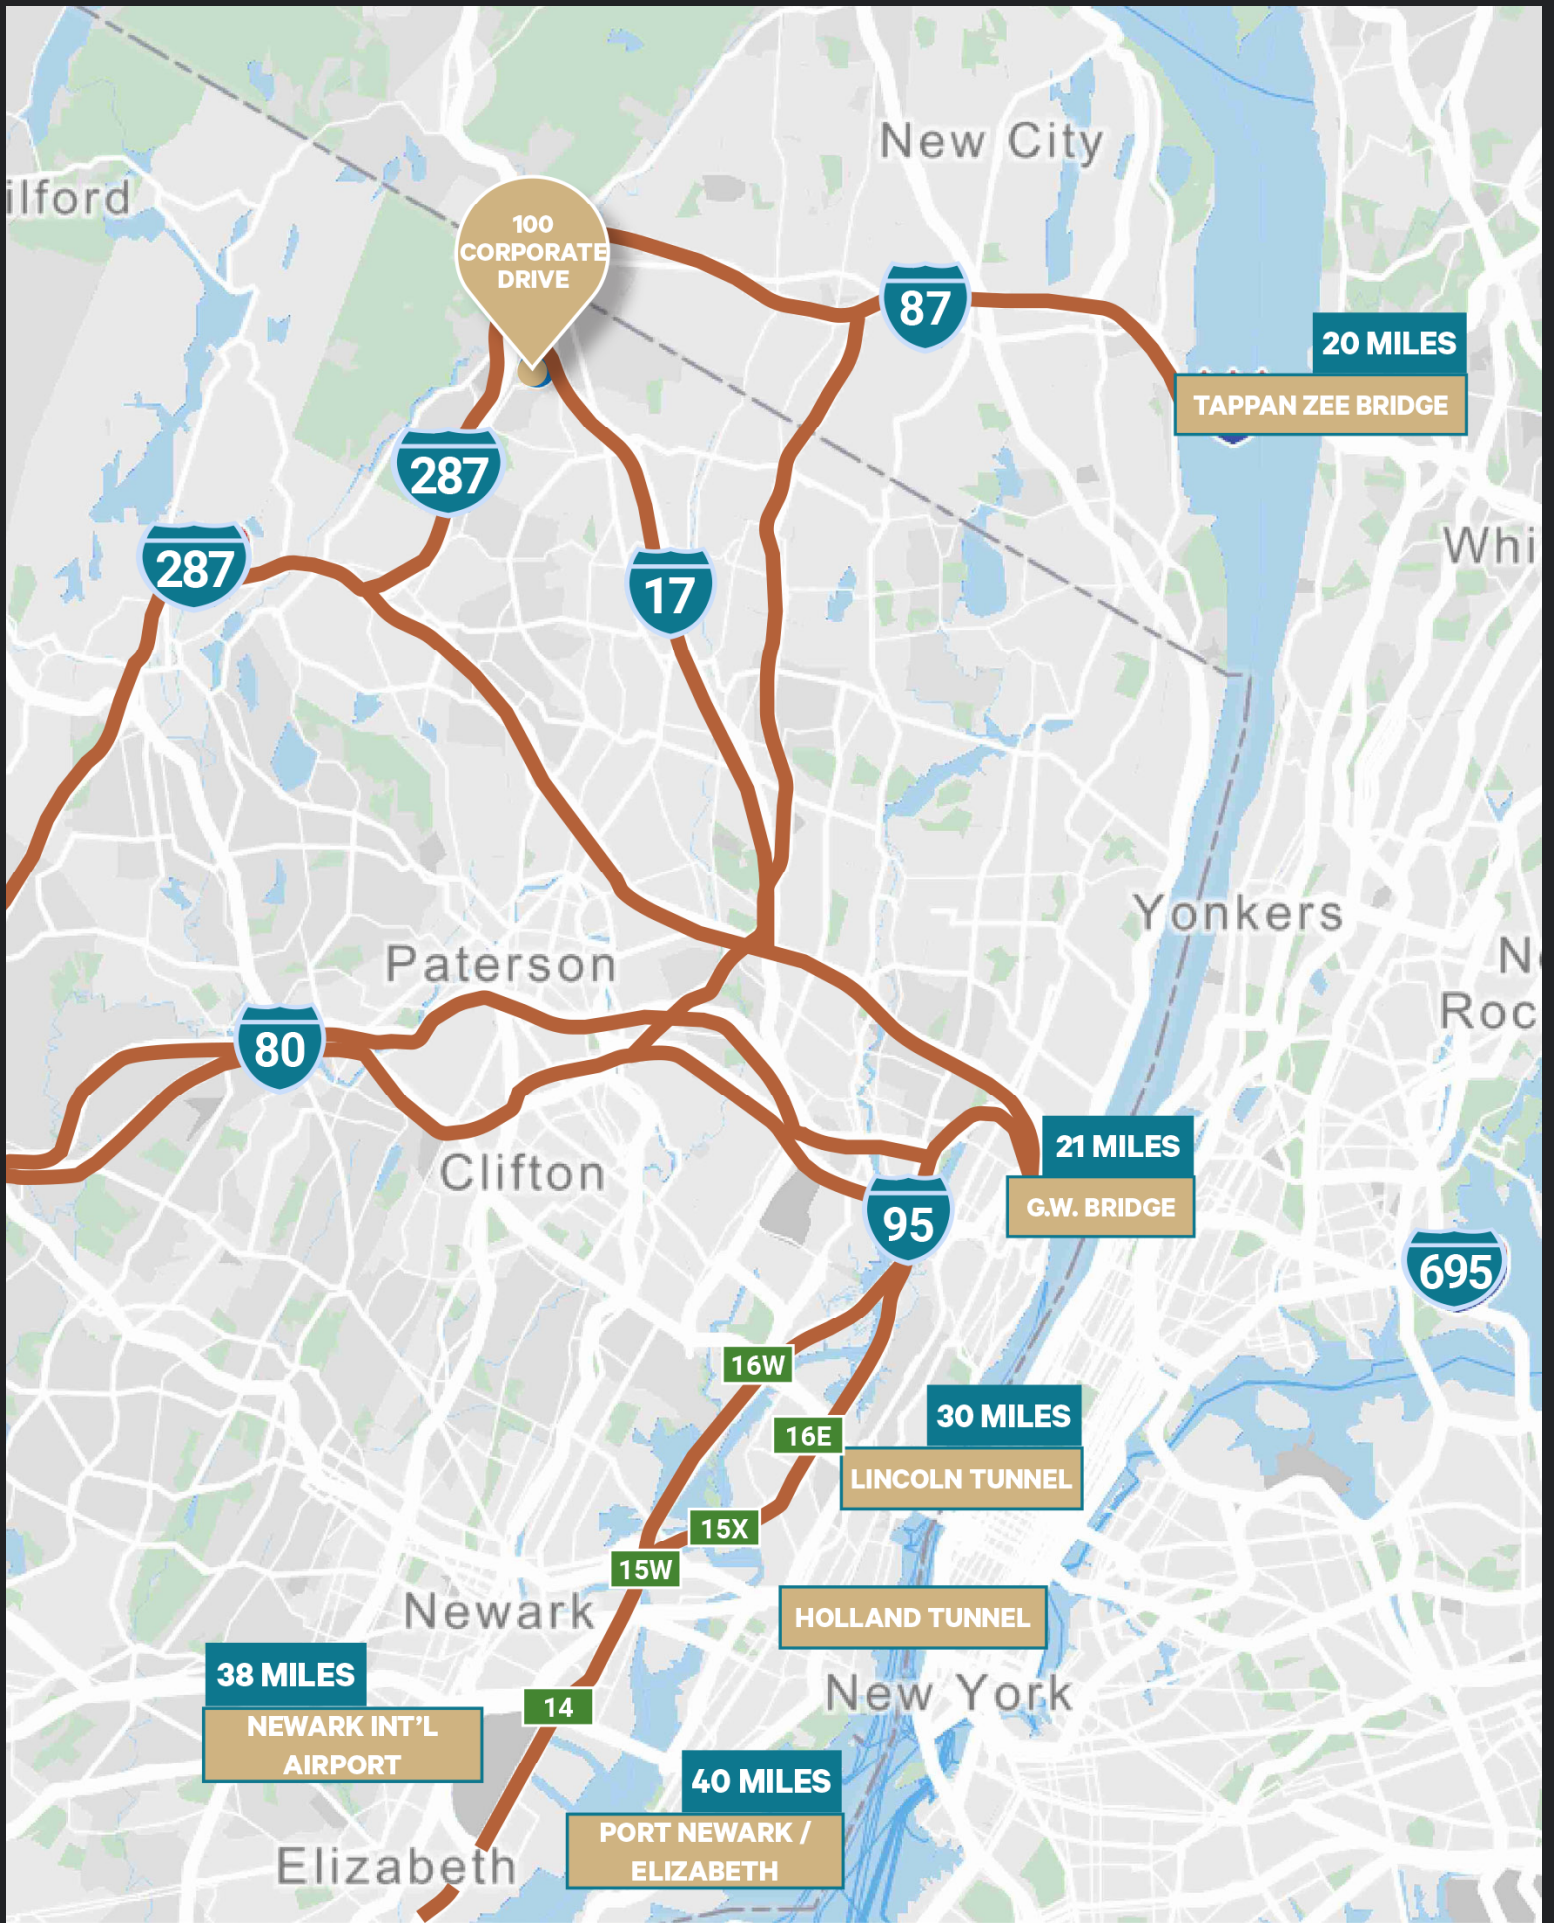 New City
ilford
100
CORPORATE
DRIVE
87
20 MILES
TAPPAN ZEE BRIDGE
287
Whi
287
17
Yonkers
N
Paterson
Roc
80
21 MILES
Clifton
G.W. BRIDGE
95
695
16W
30 MILES
16E
LINCOLN TUNNEL
15X
15W
Newark
HOLLAND TUNNEL
38 MILES
New York
14
NEWARK INT'L
AIRPORT
40 MILES
PORT NEWARK /
ELIZABETH
Elizabeth